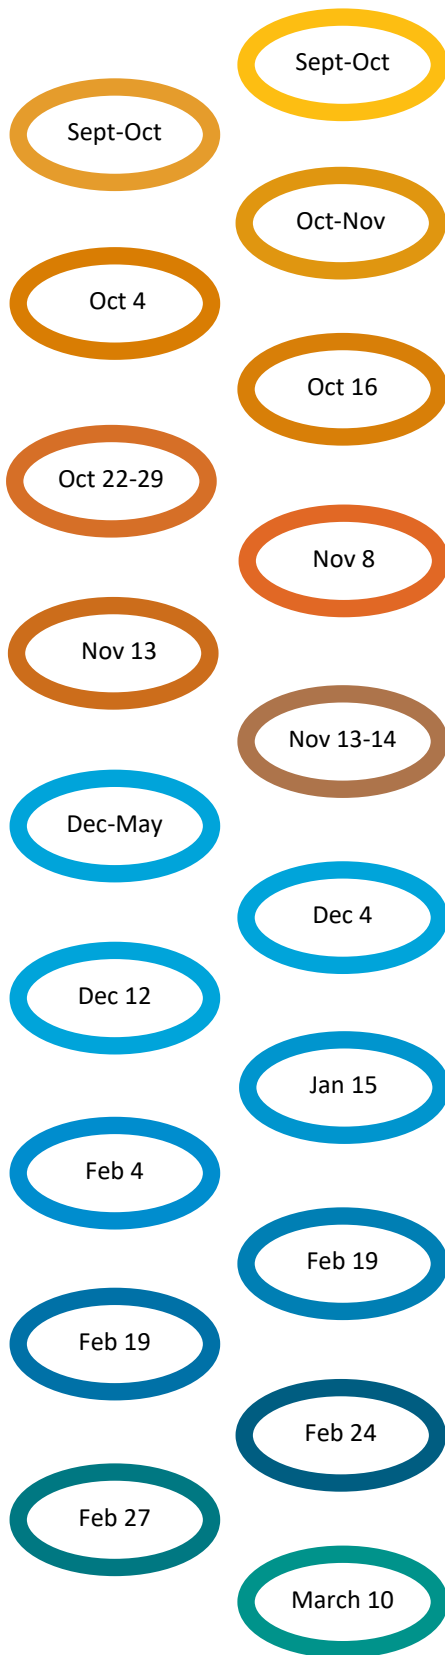 Sept-Oct
Sept-Oct
Oct-Nov
Oct 4
Oct 16
Oct 22-29
Nov 8
Nov 13
Nov 13-14
Dec-May
Dec 4
Dec 12
Jan 15
Feb 4
Feb 19
Feb 19
Feb 24
Feb 27
March 10